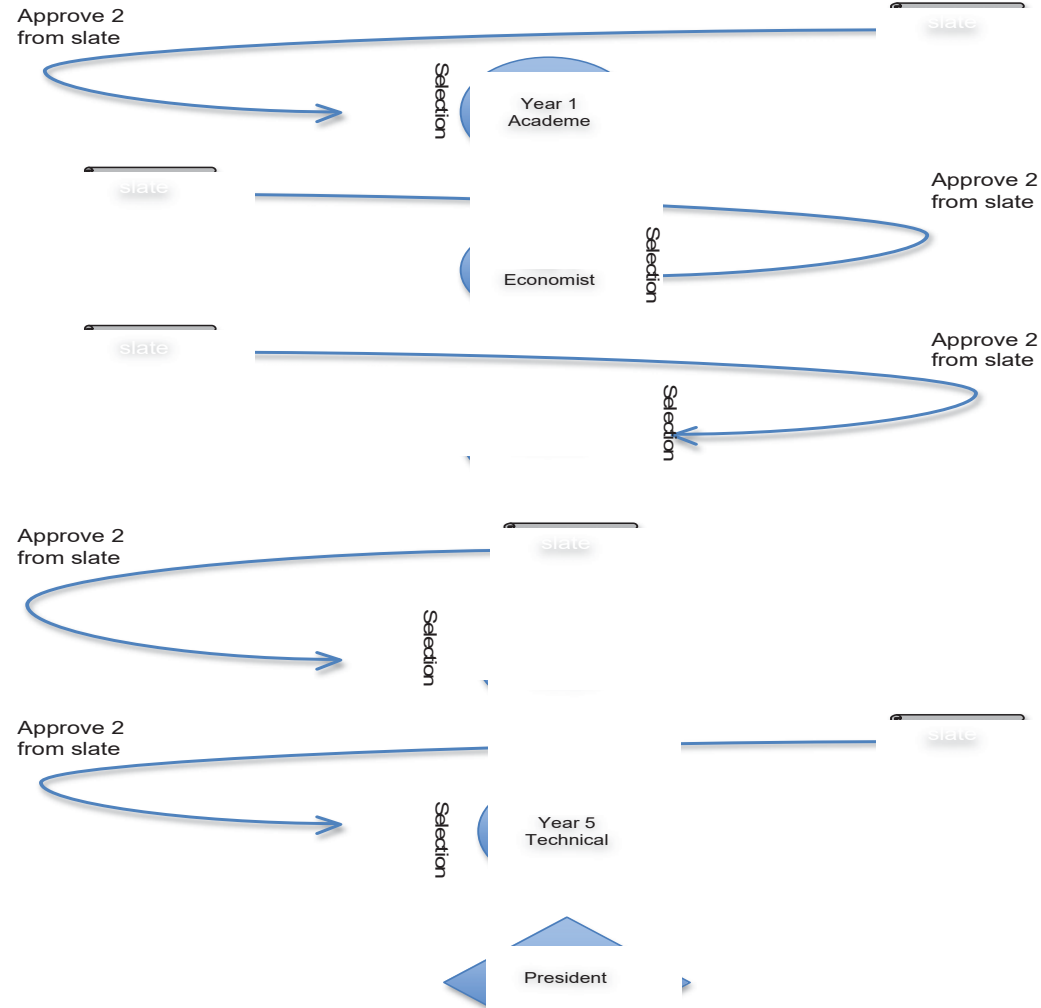 Approve 2
from slate
slate
Selection
Year 1
Academe
slate
Approve 2
from slate
Selection
Economist
slate
Approve 2
from slate
Selection
Approve 2
from slate
slate
Selection
Approve 2
from slate
slate
Selection
Year 5
Technical
President